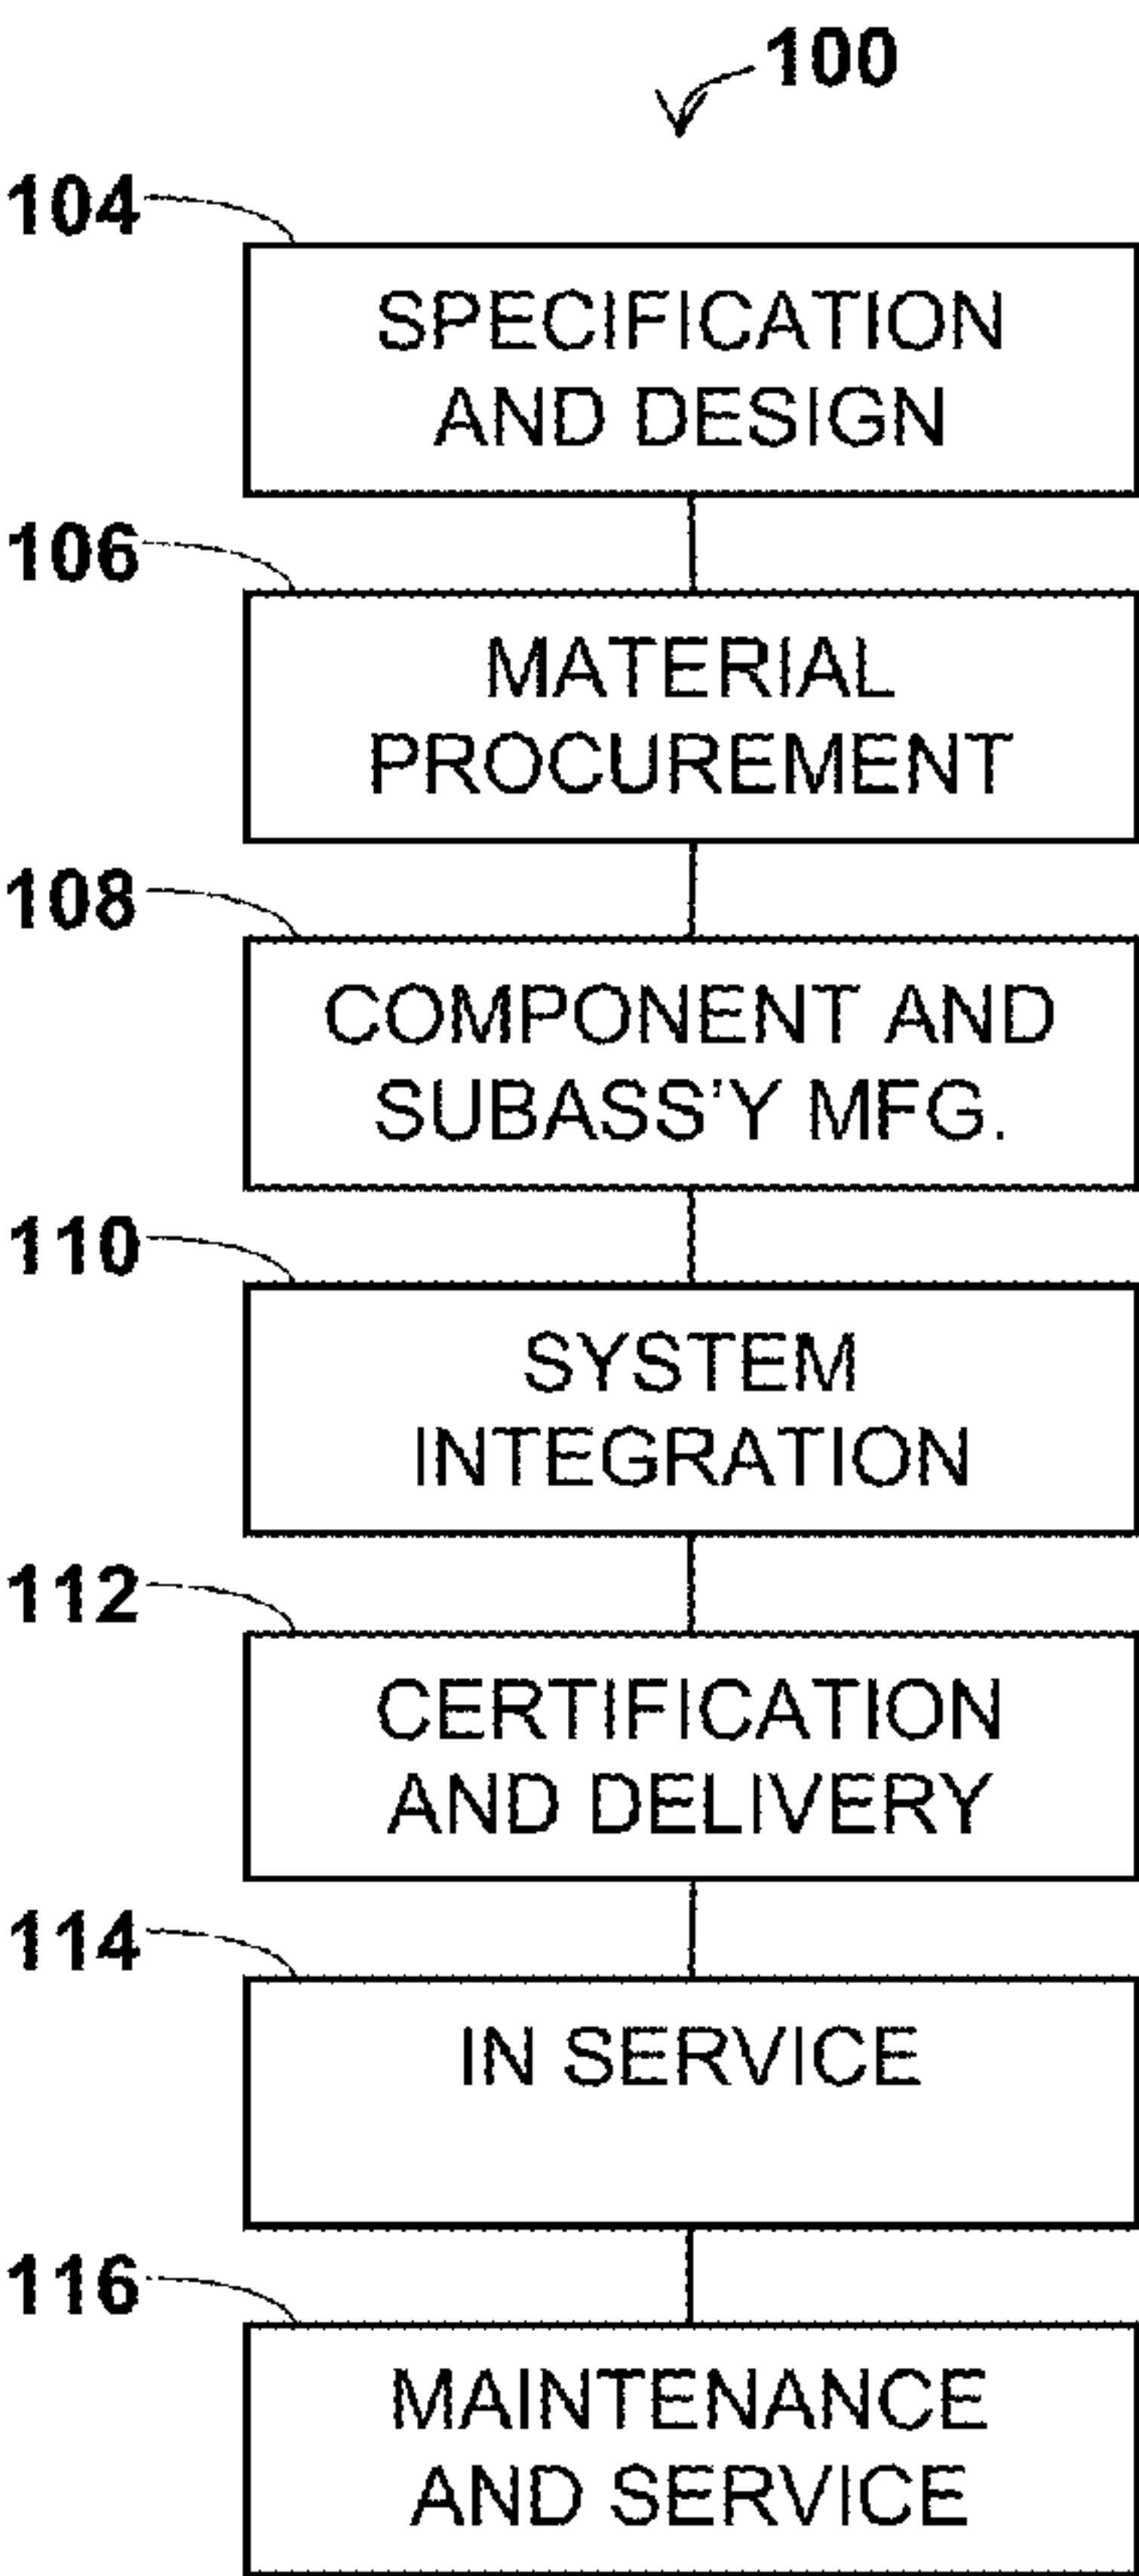 100
104
SPECIFICATION
AND DESIGN
106
MATERIAL
PROCUREMENT
108
COMPONENT AND
SUBASS'Y MFG.
110
SYSTEM
INTEGRATION
112
CERTIFICATION
AND DELIVERY
114
IN SERVICE
116
MAINTENANCE
AND SERVICE